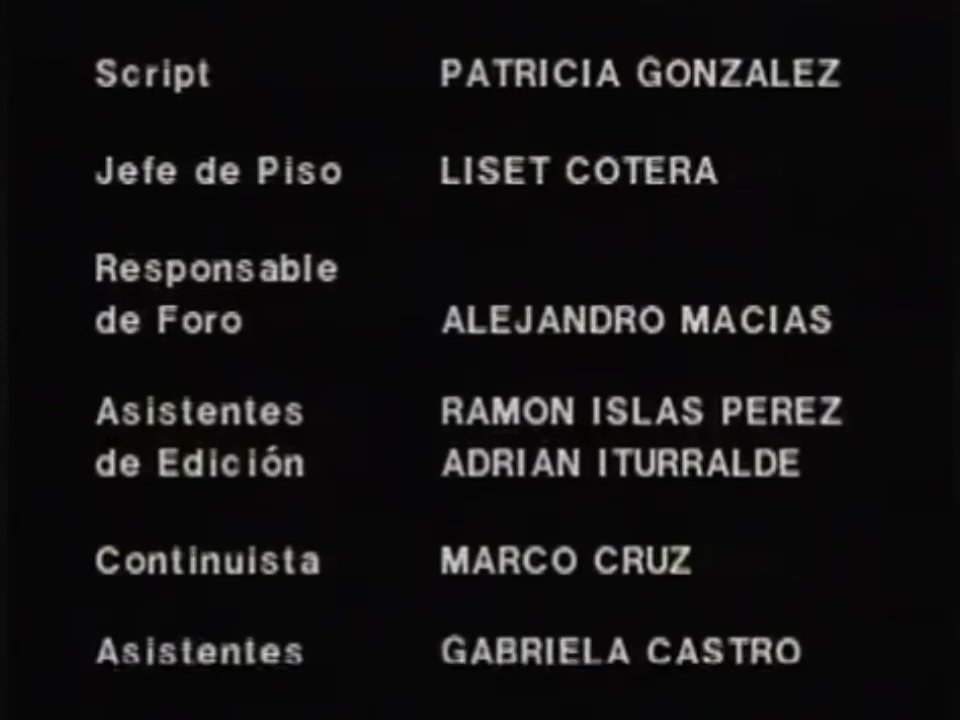 Script PATRICIA GONZALEZ
Jefe de Piso LISET COTERA
Responsable
de Foro ALEJANDRO MACIAS
Asistentes RAMON ISLAS PEREZ
de Edición ADRIAN ITURRALDE
Continuista MARCO CRUZ
Asistentes GABRIELA CASTRO